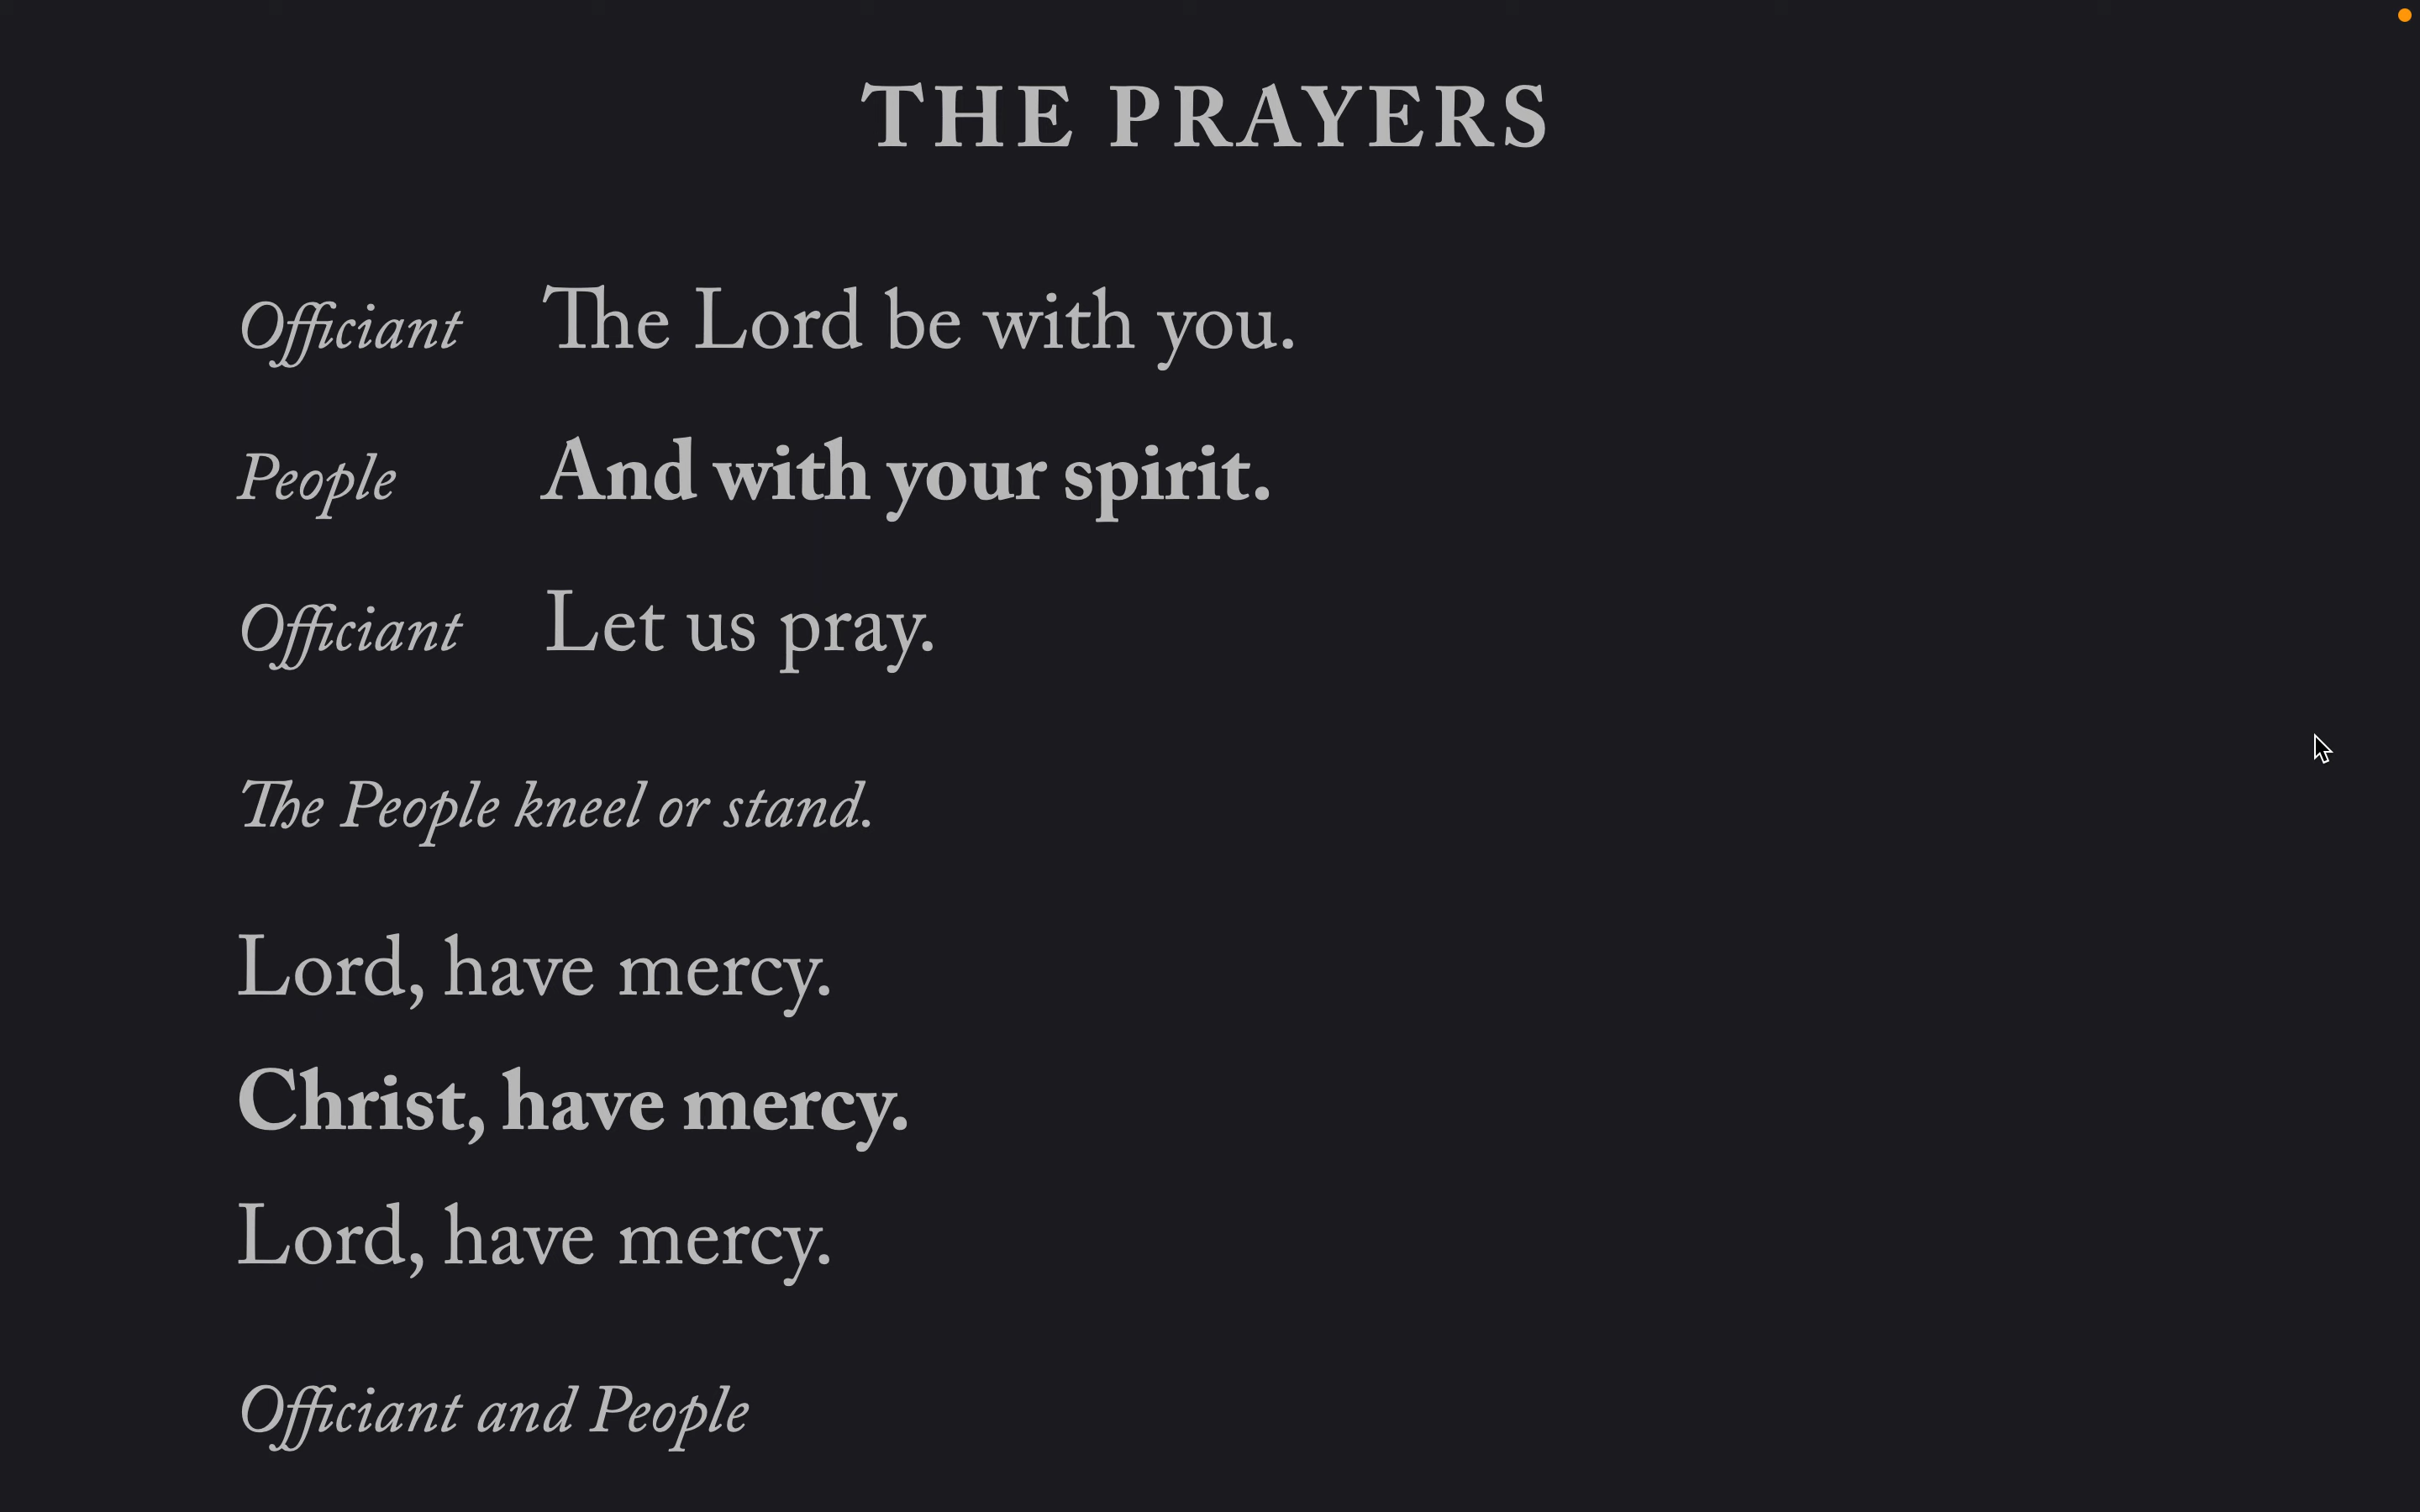 THE PRAYERS
Officiant The Lord be with you.
People And with your spirit.
Officiant Let us pray.
The People kneel or stand.
Lord, have mercy.
Christ, have mercy.
Lord, have mercy.
Officiant and People